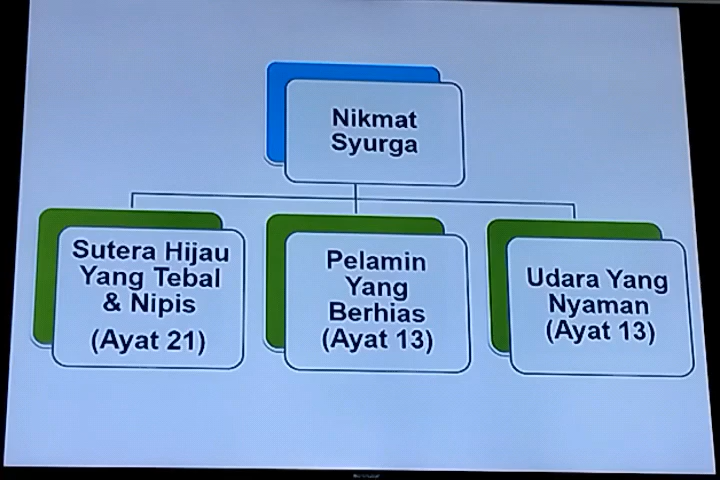 Nikmat
Syurga
Sutera Hijau
Yang Tebal
& Nipis
(Ayat 21)
Pelamin
Yang
Berhias
(Ayat 13)
Udara Yang
Nyaman
(Ayat 13)